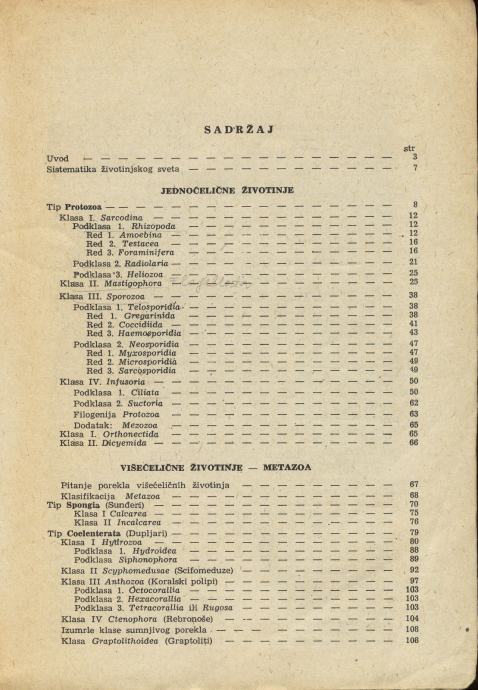 SADRŽAJ
str
Uvod — — — — — — — — — — — — — 3
Sistematika životinjskog sveta — — — — — — — — — 7
JEDNOĆELIČNE ŽIVOTINJE
Tip Protozoa — — — — — — — — — — — — 8
Klasa I. Sarcodina — — — — — — — — — — — 12
Podklasa 1. Rhizopoda — — — — — — — — — — 12
Red 1. Amoebina — — — — — — — — — — 12
Red 2. Testacea — — — — — — — — — — 16
Red 3. Foraminifera — — — — — — — — — — 16
Podklasa 2. Radiolaria — — — — — — — — — — 21
Podklasa 3. Heliozoa — — — — — — — — — — 25
Klasa II. Mastigophora — — — — — — — — — — 25
Klasa III. Sporozoa — — — — — — — — — — 38
Podklasa 1. Telosporidia — — — — — — — — — — 38
Red 1. Gregarinida — — — — — — — — — — 38
Red 2. Coccidiida — — — — — — — — — — 41
Red 3. Haemosporidia — — — — — — — — — 43
Podklasa 2. Neosporidia — — — — — — — — — 47
Red 1. Myxosporidia — — — — — — — — — 47
Red 2. Microsporidia — — — — — — — — — 49
Red 3. Sarcosporidia — — — — — — — — — 49
Klasa IV. Infusoria — — — — — — — — — — 50
Podklasa 1. Ciliata — — — — — — — — — — 50
Podklasa 2. Suctoria — — — — — — — — — — 62
Filogenija Protozoa — — — — — — — — — — 63
Dodatak: Mezozoa — — — — — — — — — — 65
Klasa I. Orthonectida — — — — — — — — — — 65
Klasa II. Dicyemida — — — — — — — — — — 66
VIŠEĆELIČNE ŽIVOTINJE — METAZOA
Pitanje porekla višećeličnih životinja — — — — — — — 67
Klasifikacija Metazoa — — — — — — — — — — 68
Tip Spongia (Sunđeri) — — — — — — — — — — 70
Klasa I Calcarea — — — — — — — — — — 75
Klasa II Incalcarea — — — — — — — — — — 76
Tip Coelenterata (Dupljari) — — — — — — — — — 79
Klasa I Hydrozoa — — — — — — — — — — 80
Podklasa 1. Hydroidea — — — — — — — — — 88
Podklasa Siphonophora — — — — — — — — — 89
Klasa II Scyphomedusae (Scifomeduze) — — — — — — — 92
Klasa III Anthozoa (Koralski polipi) — — — — — — — 97
Podklasa 1. Octocorallia — — — — — — — — — 103
Podklasa 2. Hexacorallia — — — — — — — — — 103
Podklasa 3. Tetracorallia ili Rugosa — — — — — — — 103
Klasa IV Ctenophora (Rebronoše) — — — — — — — 104
Izumrle klase sumnjivog porekla — — — — — — — — 108
Klasa Graptolithoidea (Graptoliti) — — — — — — — 108